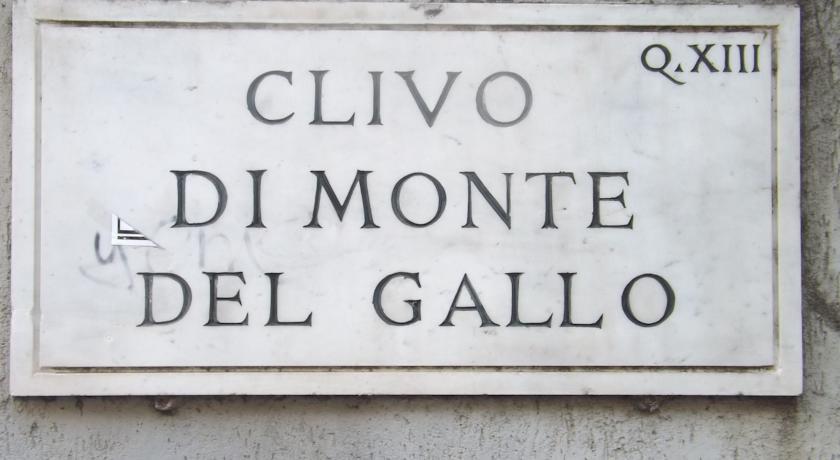 Q.XIII
CLIVO
DI MONTE
DEL GALLO